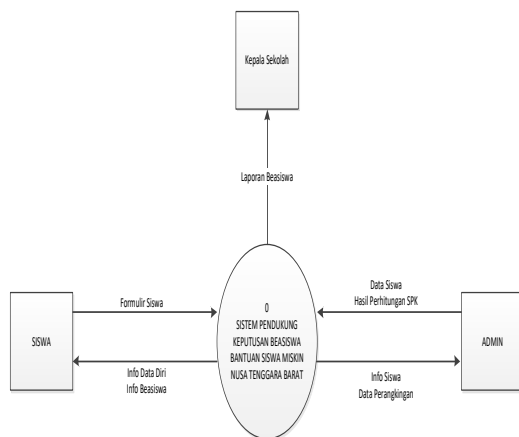 Kepala Sekolah
Laporan Beasiswa
Formulir Siswa
Data Siswa
Hasil Perhitungan SPK
SISWA
0
SISTEM PENDUKUNG
KEPUTUSAN BEASISWA
BANTUAN SISWA MISKIN
NUSA TENGGARA BARAT
ADMIN
Info Data Diri
Info Beasiswa
Info Siswa
Data Perangkingan